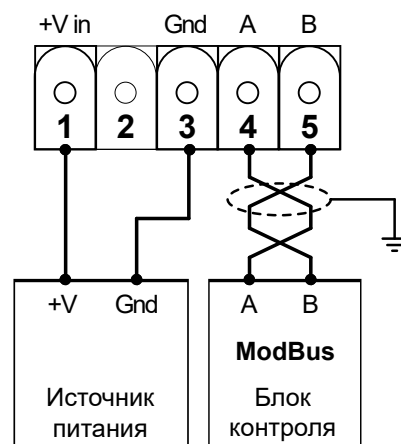 +V in Gnd A B
1 2 3 4 5
+V Gnd A B
ModBus
Источник Блок
питания контроля